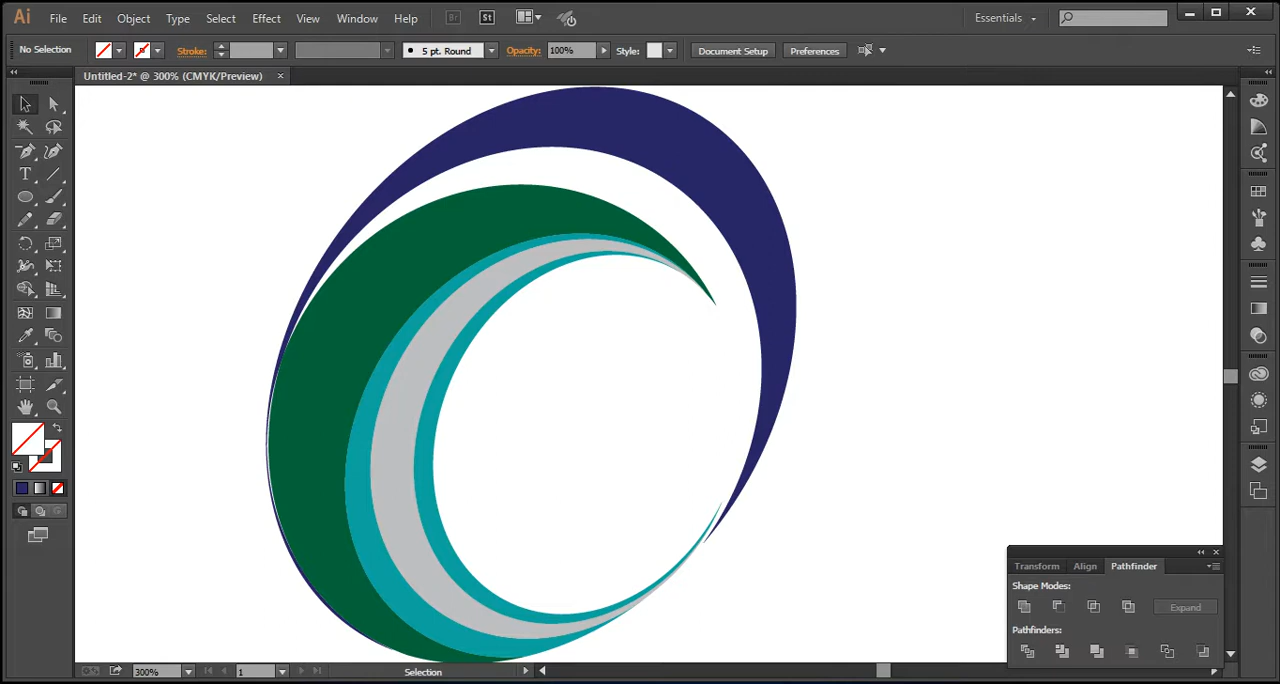 Ai File Edit Object Type Select Effect View Window Help Br St Essentials
No Selection Stroke: 5 pt. Round Opacity: 100% Style: Document Setup Preferences
Untitled-2* @ 300% (CMYK/Preview)
T
Transform Align Pathfinder
Shape Modes:
Expand
Pathfinders:
300% 1 Selection